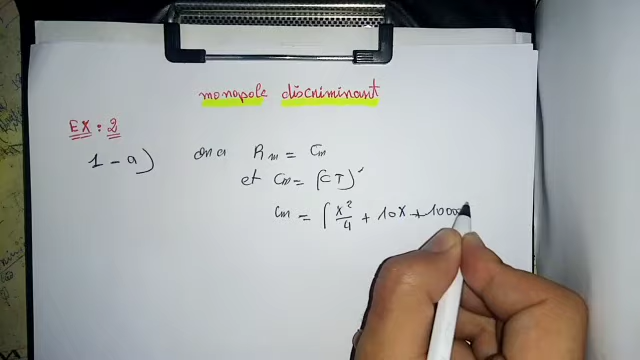 monopole discriminant
EX: 2
1-a) on a Rm = Cm
et Cm = (CT)'
Cm = (x²/4 + 10x + 1000